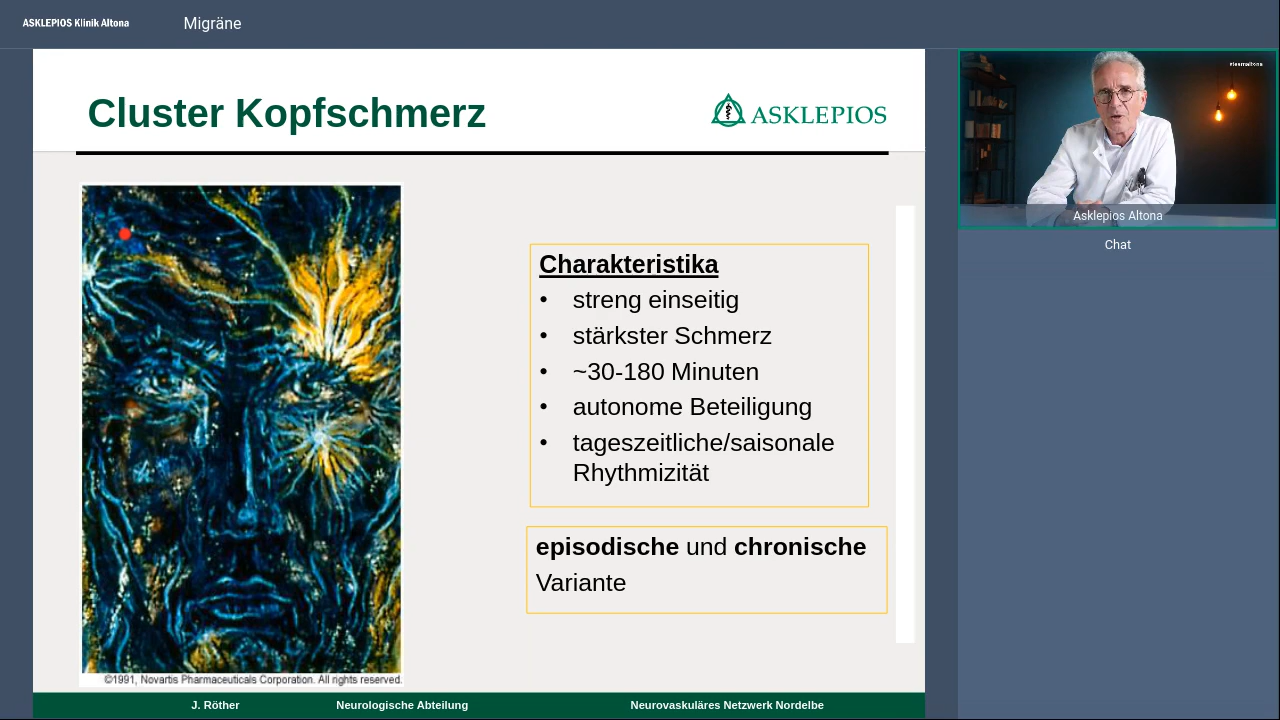 ASKLEPIOS Klinik Altona
Migräne
Cluster Kopfschmerz
ASKLEPIOS
#teamaltona
Asklepios Altona
Chat
Charakteristika
• streng einseitig
• stärkster Schmerz
• ~30-180 Minuten
• autonome Beteiligung
• tageszeitliche/saisonale
Rhythmizität
episodische und chronische
Variante
©1991, Novartis Pharmaceuticals Corporation. All rights reserved.
J. Röther
Neurologische Abteilung
Neurovaskuläres Netzwerk Nordelbe